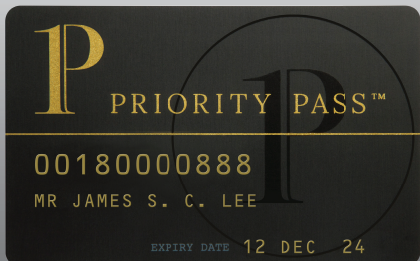 PRIORITY PASS™
00180000888
MR JAMES S. C. LEE
EXPIRY DATE 12 DEC 24